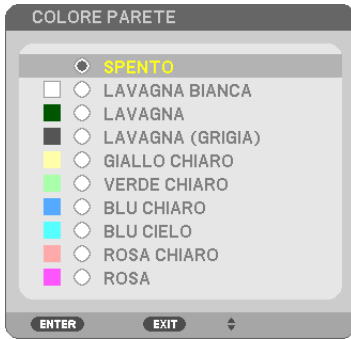 COLORE PARETE
SPENTO
LAVAGNA BIANCA
LAVAGNA
LAVAGNA (GRIGIA)
GIALLO CHIARO
VERDE CHIARO
BLU CHIARO
BLU CIELO
ROSA CHIARO
ROSA
ENTER EXIT